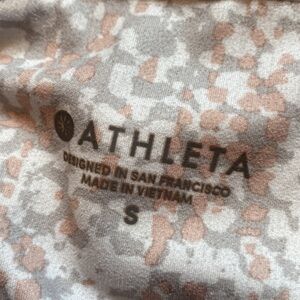 ATHLETA
DESIGNED IN SAN FRANCISCO
MADE IN VIETNAM
S